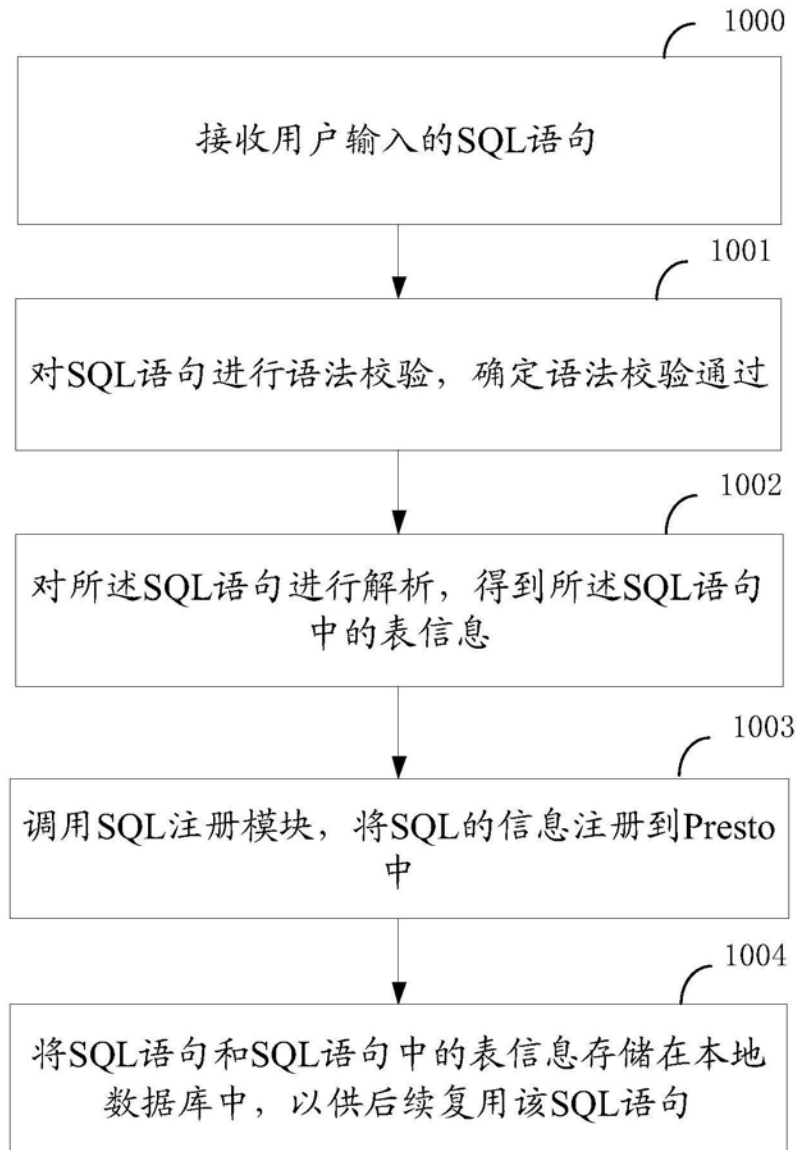 1000
接收用户输入的SQL语句
1001
对SQL语句进行语法校验，确定语法校验通过
1002
对所述SQL语句进行解析，得到所述SQL语句
中的表信息
1003
调用SQL注册模块，将SQL的信息注册到Presto
中
1004
将SQL语句和SQL语句中的表信息存储在本地
数据库中，以供后续复用该SQL语句